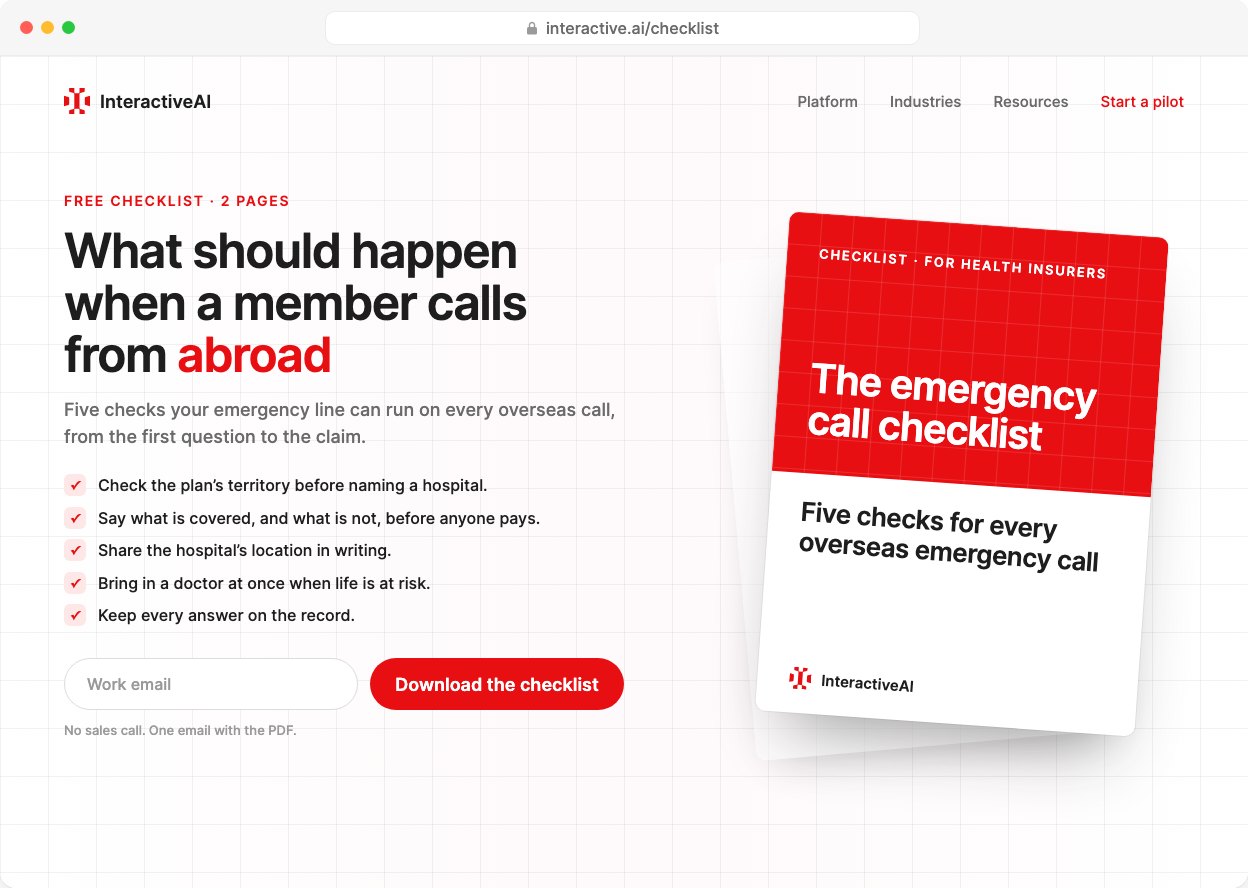 interactive.ai/checklist
InteractiveAI
Platform
Industries
Resources
Start a pilot
FREE CHECKLIST · 2 PAGES
What should happen
when a member calls
from abroad
Five checks your emergency line can run on every overseas call,
from the first question to the claim.
✔ Check the plan’s territory before naming a hospital.
✔ Say what is covered, and what is not, before anyone pays.
✔ Share the hospital’s location in writing.
✔ Bring in a doctor at once when life is at risk.
✔ Keep every answer on the record.
Work email
Download the checklist
No sales call. One email with the PDF.
CHECKLIST · FOR HEALTH INSURERS
The emergency
call checklist
Five checks for every
overseas emergency call
InteractiveAI